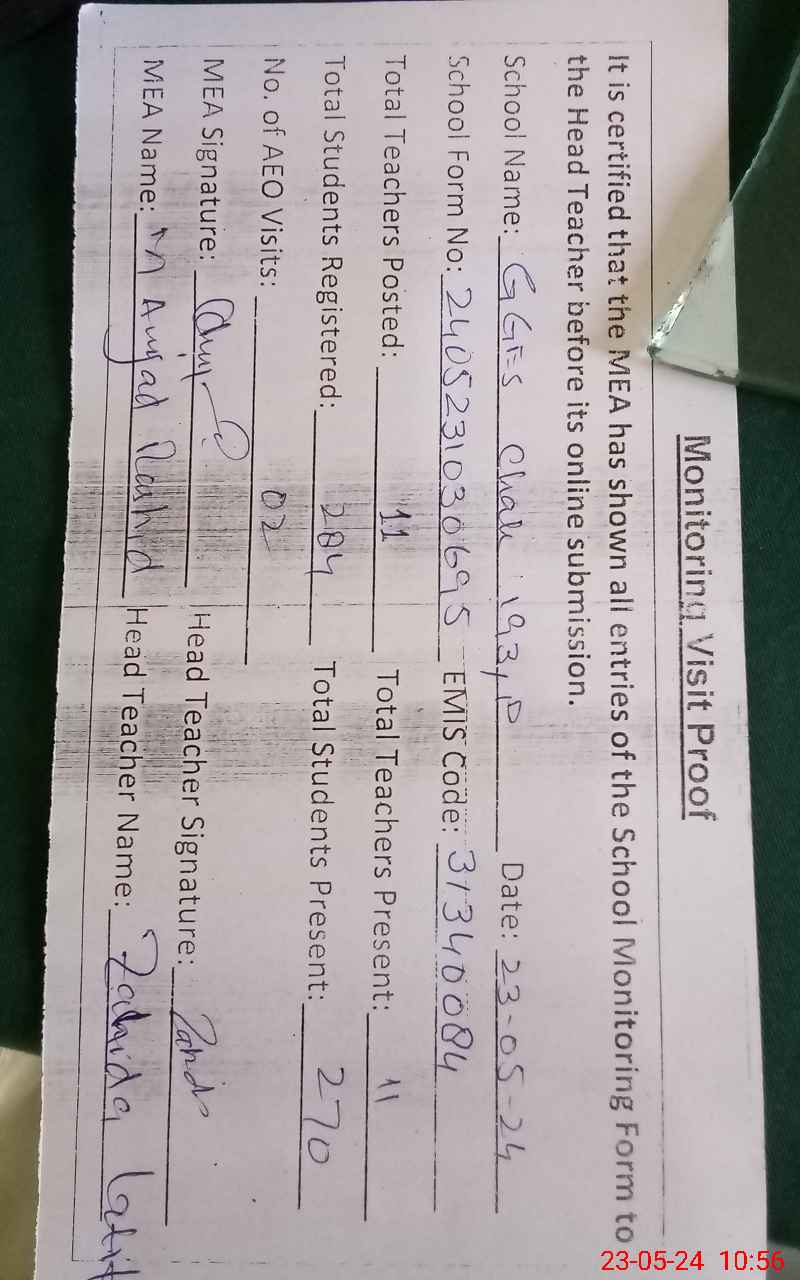 Monitoring Visit Proof
It is certified that the MEA has shown all entries of the School Monitoring Form to
the Head Teacher before its online submission.
School Name: GGES Chak 193,P Date: 23-05-24
School Form No: 2405231030695 EMIS Code: 31340084
Total Teachers Posted: 11 Total Teachers Present: 11
Total Students Registered: 284 Total Students Present: 270
No. of AEO Visits: 02
MEA Signature: Head Teacher Signature:
MEA Name: M Amjad Rashid Head Teacher Name: Zahida Latif
23-05-24 10:56